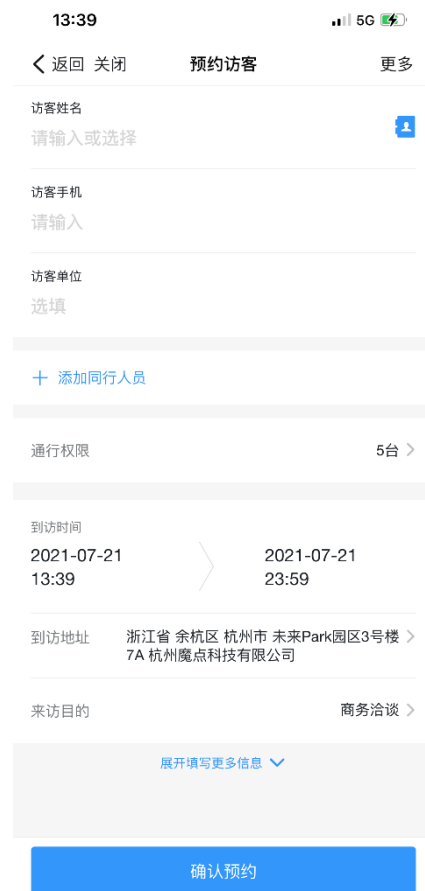 13:39 5G
返回 关闭 预约访客 更多
访客姓名
请输入或选择
访客手机
请输入
访客单位
选填
添加同行人员
通行权限 5台
到访时间
2021-07-21 2021-07-21
13:39 23:59
到访地址 浙江省 余杭区 杭州市 未来Park园区3号楼
7A 杭州魔点科技有限公司
来访目的 商务洽谈
展开填写更多信息
确认预约